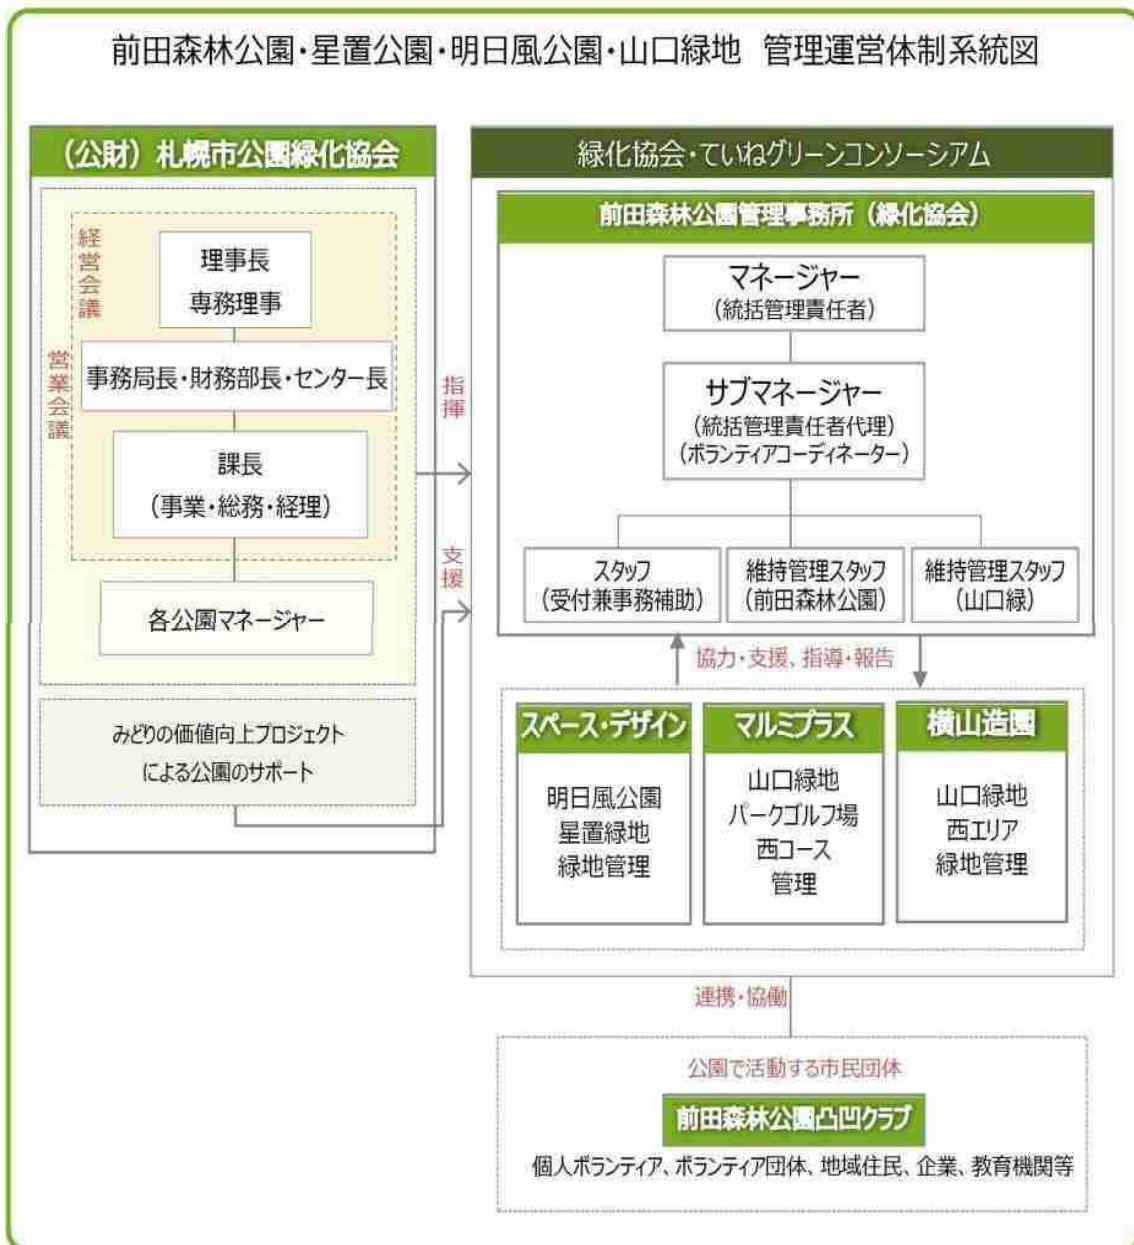 前田森林公園・星置公園・明日風公園・山口緑地 管理運営体制系統図
（公財）札幌市公園緑化協会
経営会議
営業会議
理事長
専務理事
事務局長・財務部長・センター長
課長
（事業・総務・経理）
各公園マネージャー
みどりの価値向上プロジェクト
による公園のサポート
指揮
支援
緑化協会・ていねグリーンコンソーシアム
前田森林公園管理事務所（緑化協会）
マネージャー
（統括管理責任者）
サブマネージャー
（統括管理責任者代理）
（ボランティアコーディネーター）
スタッフ
（受付兼事務補助）
維持管理スタッフ
（前田森林公園）
維持管理スタッフ
（山口緑）
協力・支援、指導・報告
スペース・デザイン
明日風公園
星置緑地
緑地管理
マルミプラス
山口緑地
パークゴルフ場
西コース
管理
横山造園
山口緑地
西エリア
緑地管理
連携・協働
公園で活動する市民団体
前田森林公園凸凹クラブ
個人ボランティア、ボランティア団体、地域住民、企業、教育機関等